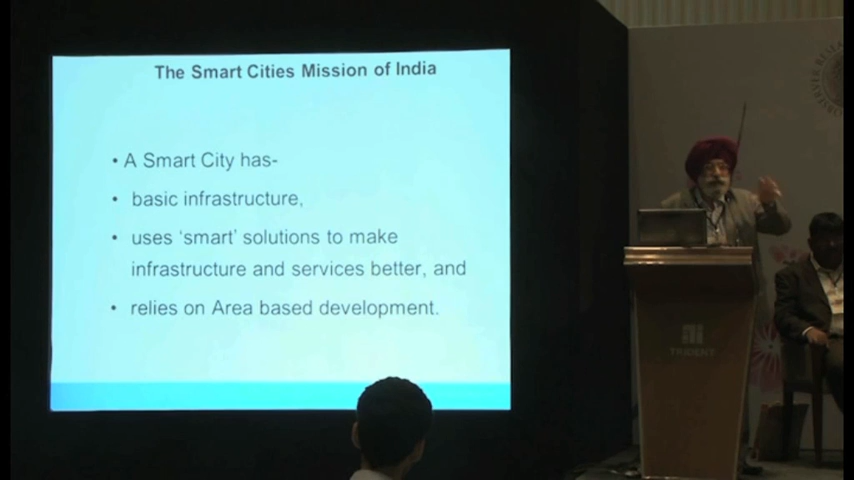 The Smart Cities Mission of India
• A Smart City has-
• basic infrastructure,
• uses ‘smart’ solutions to make
infrastructure and services better, and
• relies on Area based development.
TRIDENT